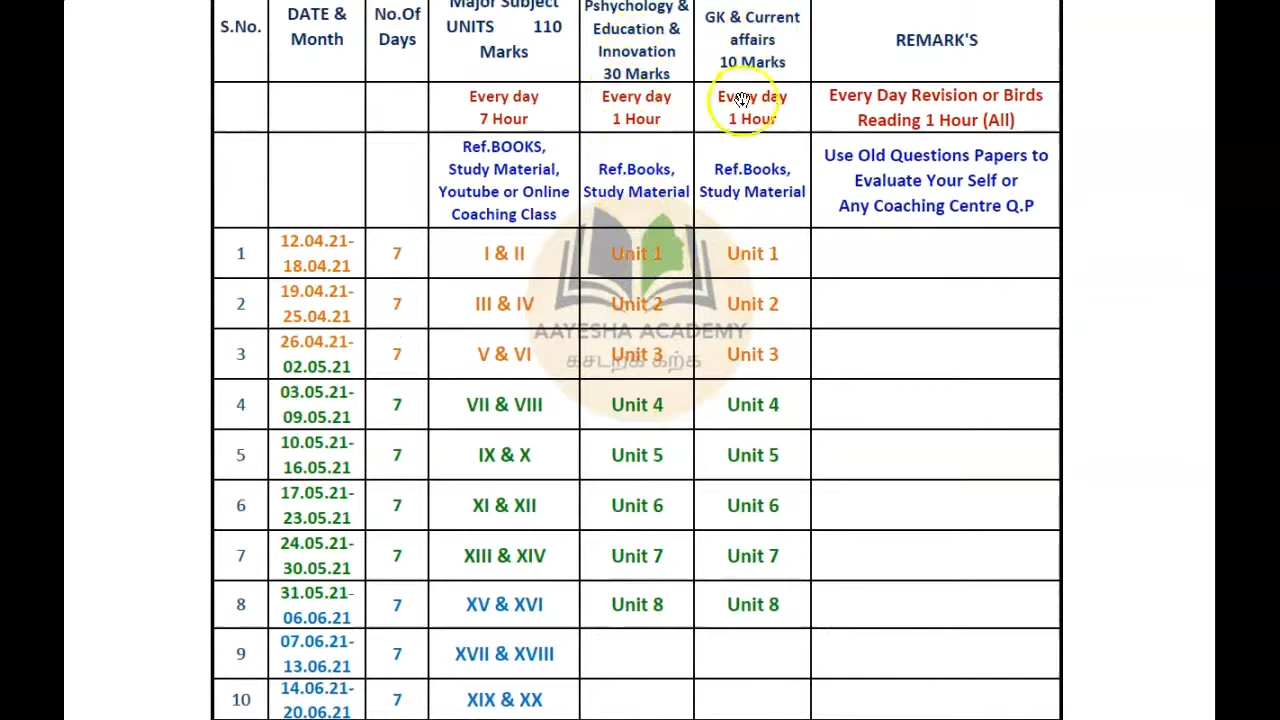 S.No.
DATE &
Month
No.Of
Days
Major Subject
UNITS 110
Marks
Pshychology &
Education &
Innovation
30 Marks
GK & Current
affairs
10 Marks
REMARK'S
Every day
7 Hour
Every day
1 Hour
Every day
1 Hour
Every Day Revision or Birds
Reading 1 Hour (All)
Ref.BOOKS,
Study Material,
Youtube or Online
Coaching Class
Ref.Books,
Study Material
Ref.Books,
Study Material
Use Old Questions Papers to
Evaluate Your Self or
Any Coaching Centre Q.P
1
12.04.21-
18.04.21
7
I & II
Unit 1
Unit 1
2
19.04.21-
25.04.21
7
III & IV
Unit 2
Unit 2
AAYESHA ACADEMY
கசடறக் கற்க
3
26.04.21-
02.05.21
7
V & VI
Unit 3
Unit 3
4
03.05.21-
09.05.21
7
VII & VIII
Unit 4
Unit 4
5
10.05.21-
16.05.21
7
IX & X
Unit 5
Unit 5
6
17.05.21-
23.05.21
7
XI & XII
Unit 6
Unit 6
7
24.05.21-
30.05.21
7
XIII & XIV
Unit 7
Unit 7
8
31.05.21-
06.06.21
7
XV & XVI
Unit 8
Unit 8
9
07.06.21-
13.06.21
7
XVII & XVIII
10
14.06.21-
20.06.21
7
XIX & XX